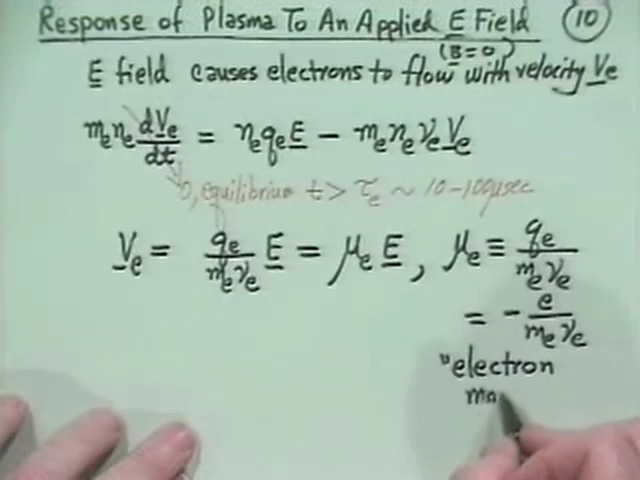 Response of Plasma To An Applied E Field 10
(B=0)
E field causes electrons to flow with velocity Ve
mene dVe/dt = neqeE − meneνeVe
0, equilibrium t > τe ~ 10-100μsec
Ve = qe/meνe E = μe E, μe ≡ qe/meνe
= - e/meνe
"electron
mo